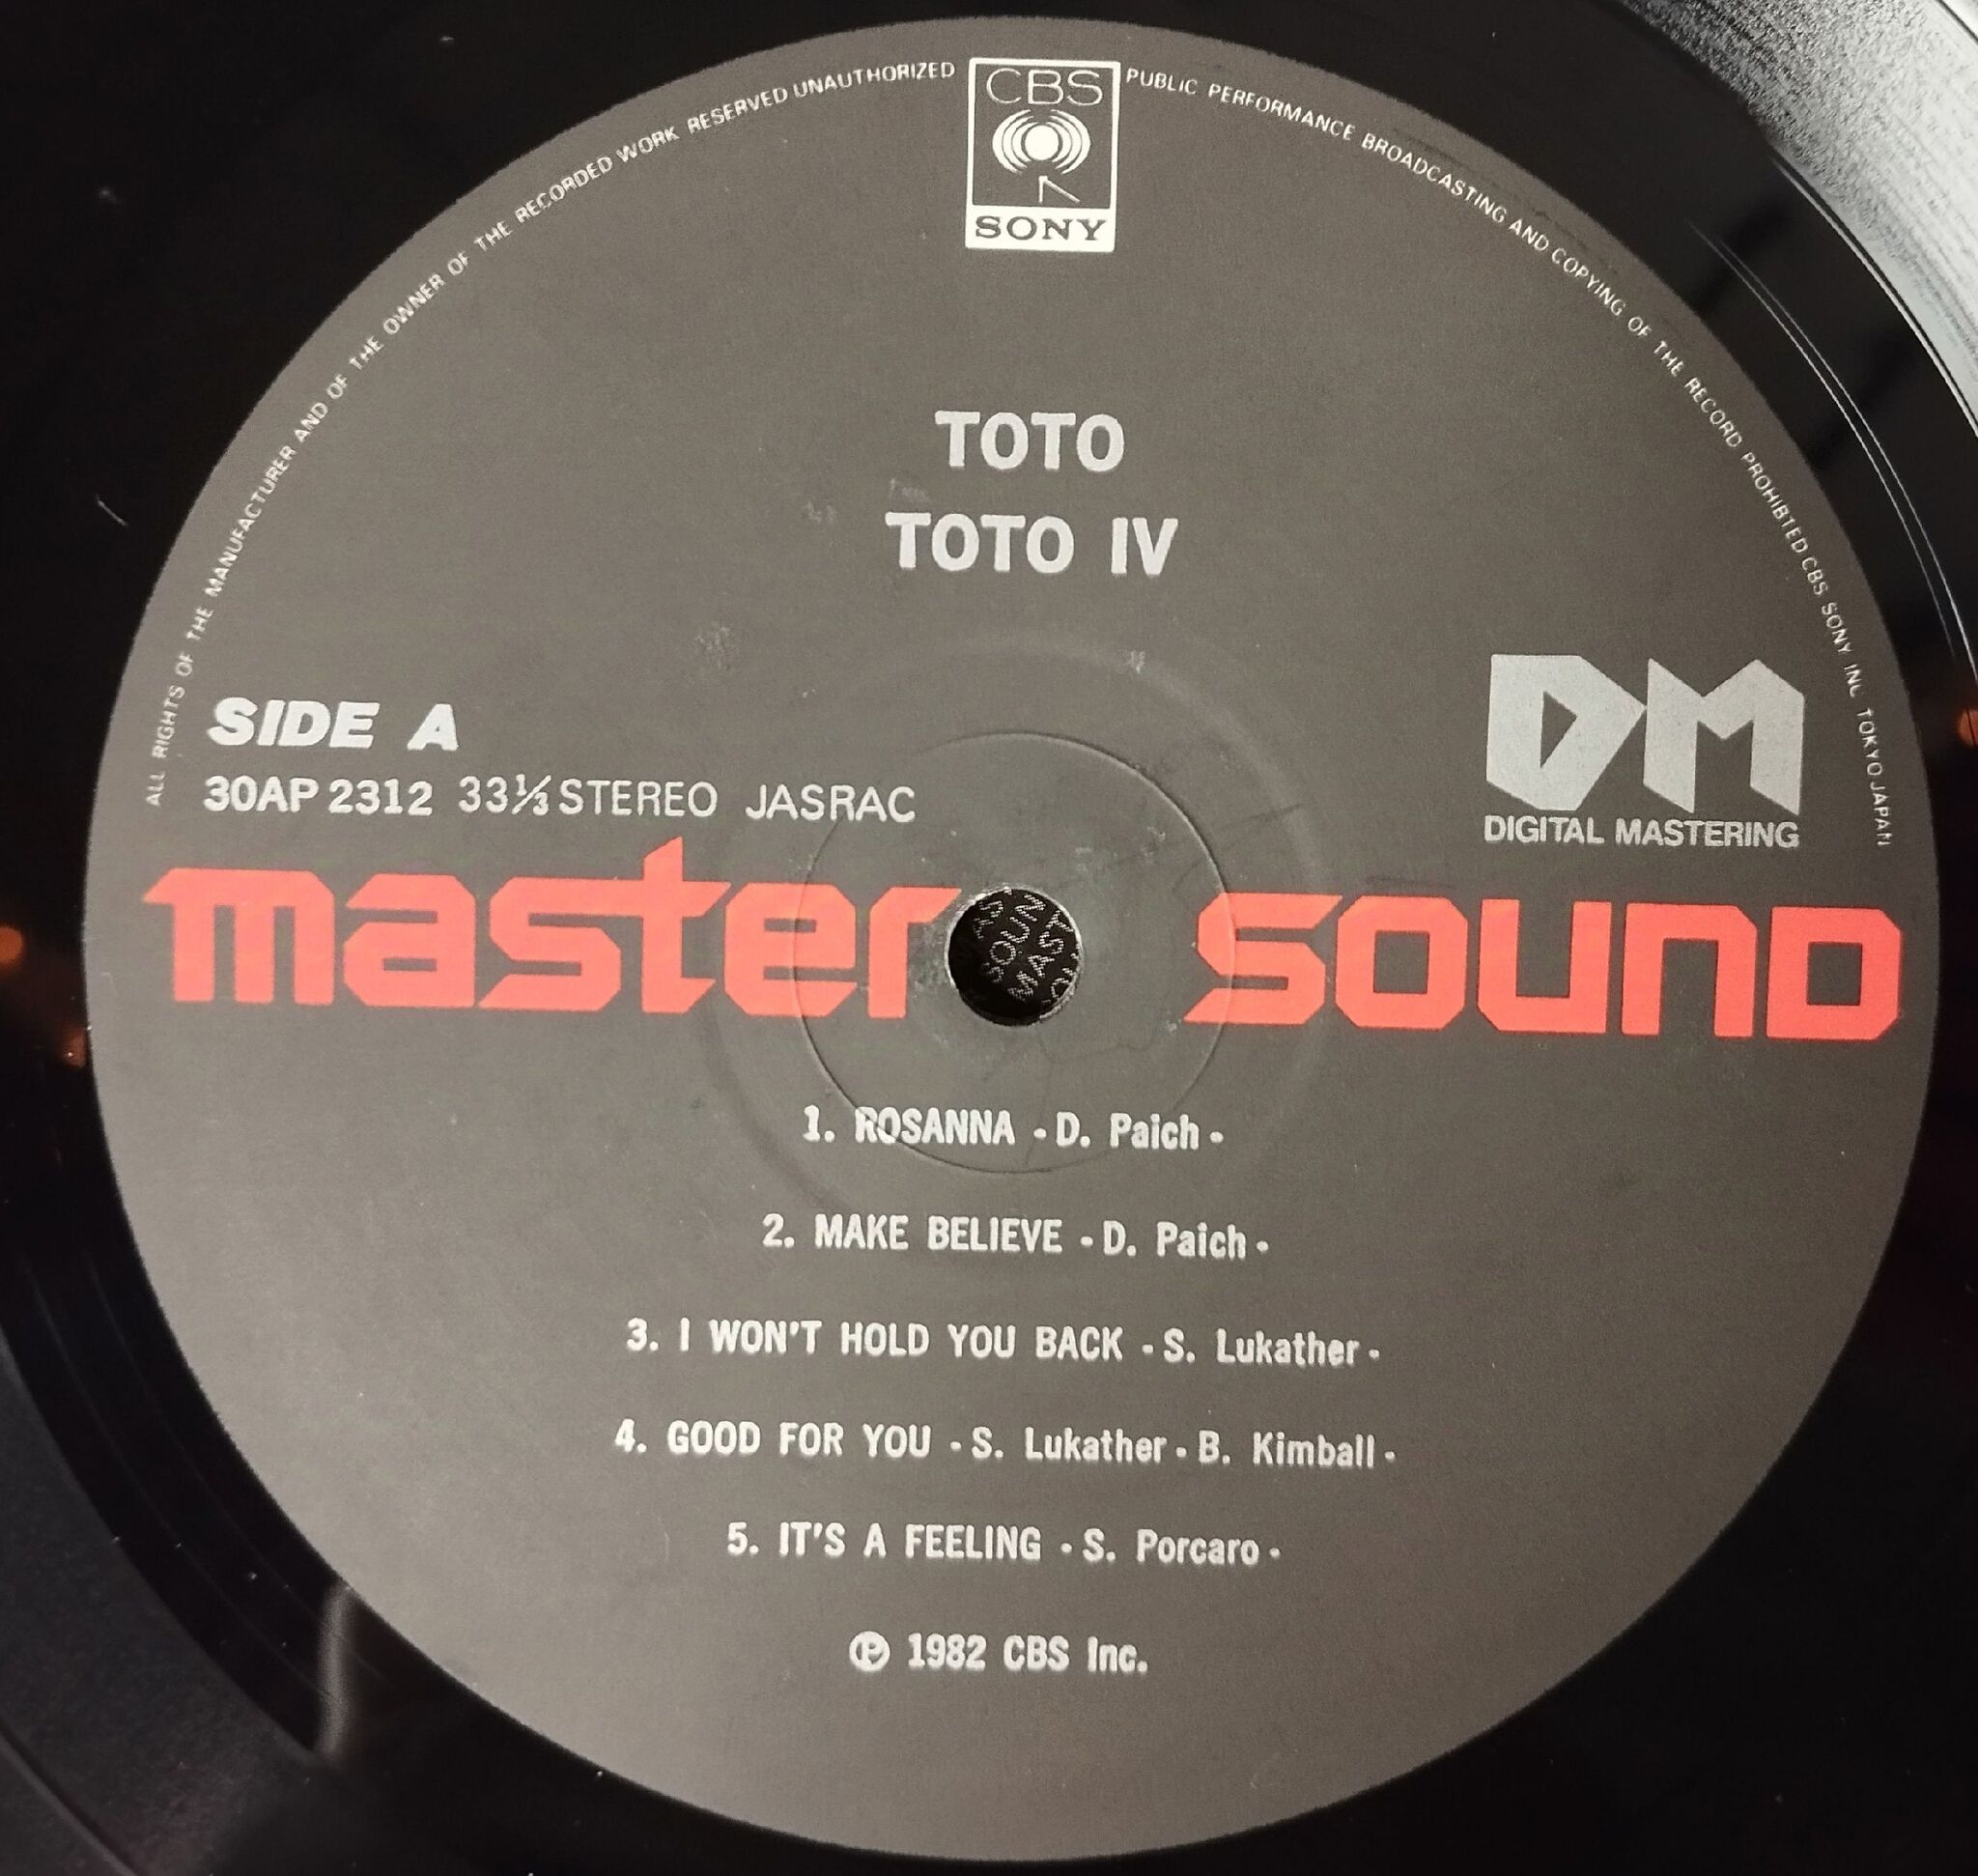 ALL RIGHTS OF THE MANUFACTURER AND OF THE OWNER OF THE RECORDED WORK RESERVED UNAUTHORIZED PUBLIC PERFORMANCE BROADCASTING AND COPYING OF THE RECORD PROHIBTED CBS SONY INC. TOKYO JAPAN
CBS
SONY
TOTO
TOTO IV
SIDE A
30AP 2312 33⅓ STEREO JASRAC
DM
DIGITAL MASTERING
master sound
1. ROSANNA - D. Paich -
2. MAKE BELIEVE - D. Paich -
3. I WON'T HOLD YOU BACK - S. Lukather -
4. GOOD FOR YOU - S. Lukather - B. Kimball -
5. IT'S A FEELING - S. Porcaro -
℗ 1982 CBS Inc.